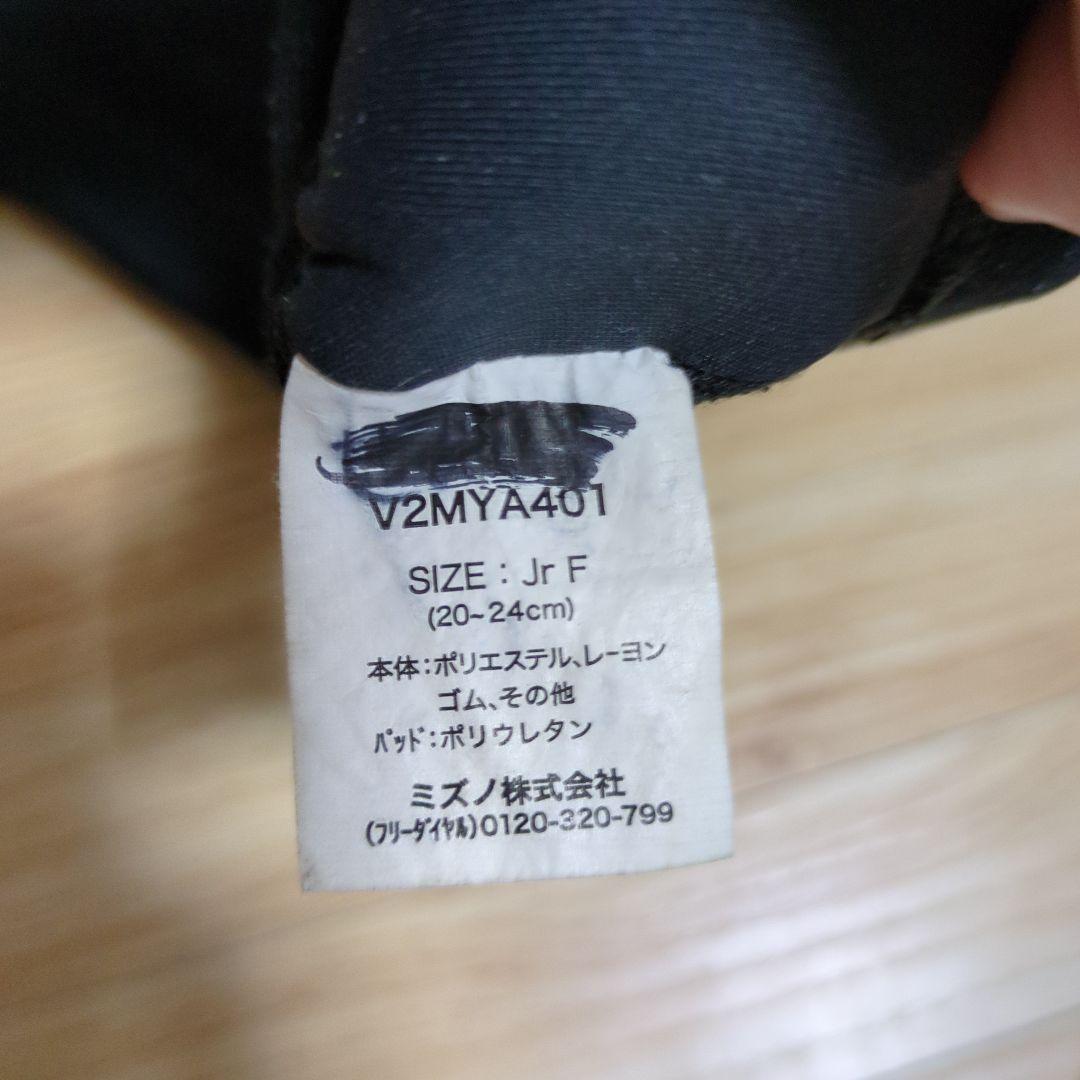 V2MYA401
SIZE : Jr F
(20~24cm)
本体:ポリエステル、レーヨン
ゴム、その他
パッド:ポリウレタン
ミズノ株式会社
(フリーダイヤル)0120-320-799